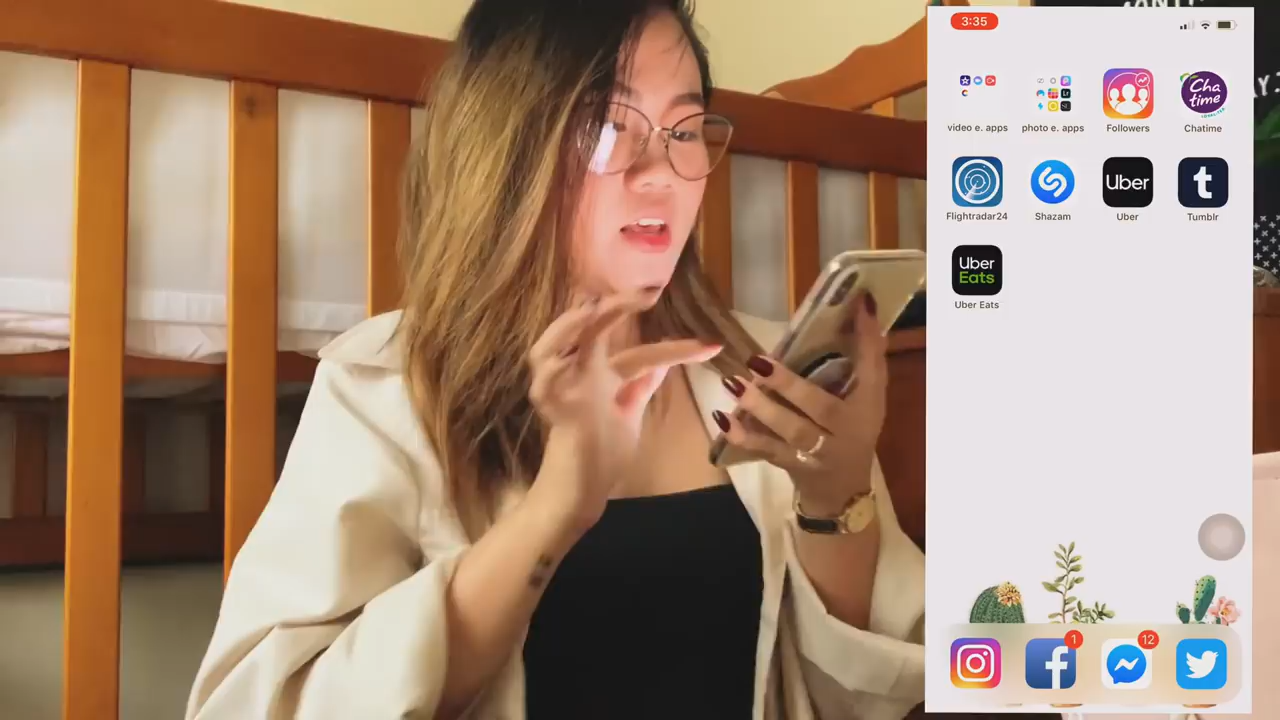 3:35
video e. apps
photo e. apps
Followers
Cha
time
Chatime
Flightradar24
Shazam
Uber
Uber
t
Tumblr
Uber
Eats
Uber Eats
1
12